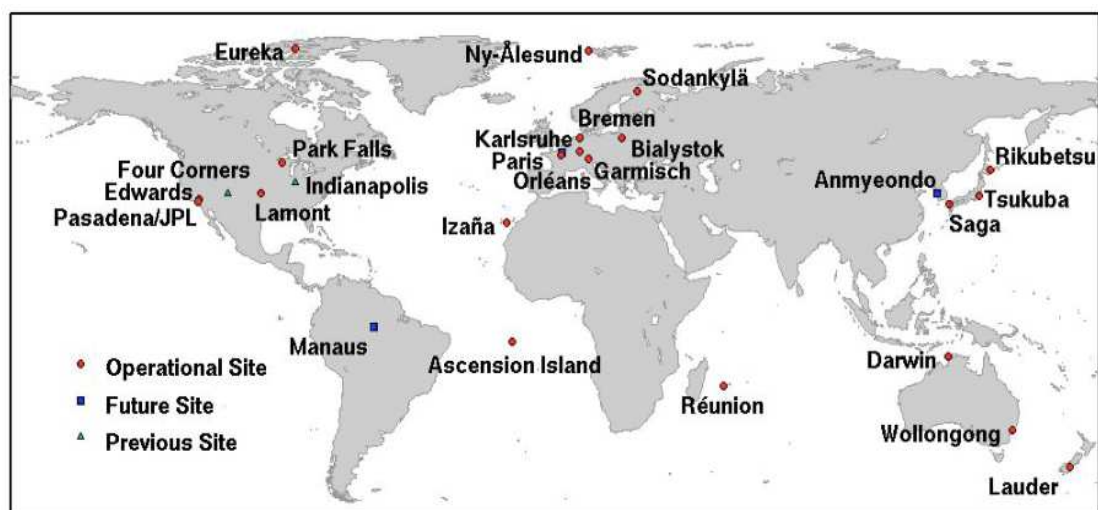 Eureka
Ny-Ålesund
Sodankylä
Bremen
Karlsruhe
Bialystok
Paris
Garmisch
Orléans
Park Falls
Four Corners
Indianapolis
Edwards
Pasadena/JPL
Lamont
Rikubetsu
Anmyeondo
Tsukuba
Saga
Izaña
Manaus
Ascension Island
Réunion
Darwin
Wollongong
Lauder
Operational Site
Future Site
Previous Site